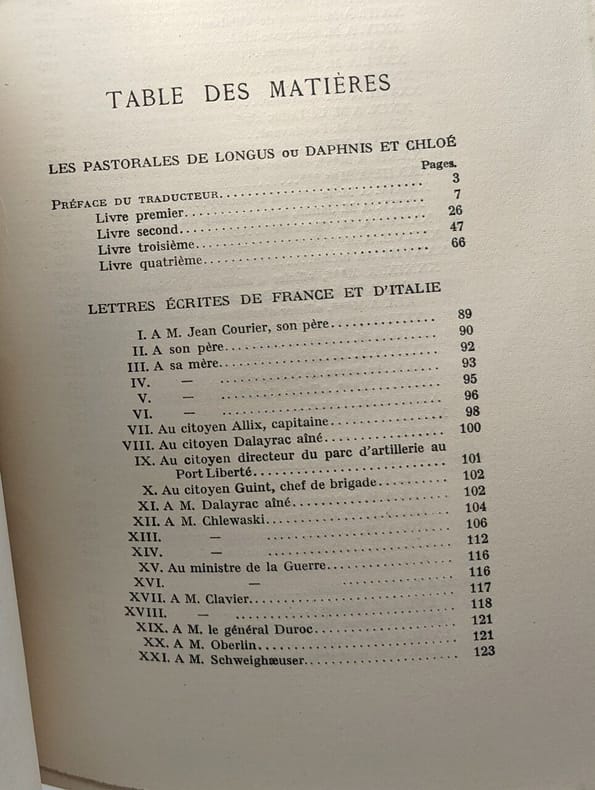 TABLE DES MATIÈRES
LES PASTORALES DE LONGUS OU DAPHNIS ET CHLOÉ
Pages.
PRÉFACE DU TRADUCTEUR 3
Livre premier 7
Livre second 26
Livre troisième 47
Livre quatrième 66
LETTRES ÉCRITES DE FRANCE ET D'ITALIE
I. A M. Jean Courier, son père 89
II. A son père 90
III. A sa mère 92
IV. — 93
V. — 95
VI. — 96
VII. Au citoyen Allix, capitaine 98
VIII. Au citoyen Dalayrac aîné 100
IX. Au citoyen directeur du parc d'artillerie au
Port Liberté 101
X. Au citoyen Guint, chef de brigade 102
XI. A M. Dalayrac aîné 102
XII. A M. Chlewaski 104
XIII. — 106
XIV. — 112
XV. Au ministre de la Guerre 116
XVI. — 116
XVII. A M. Clavier 117
XVIII. — 118
XIX. A M. le général Duroc 121
XX. A M. Oberlin 121
XXI. A M. Schweighæuser 123